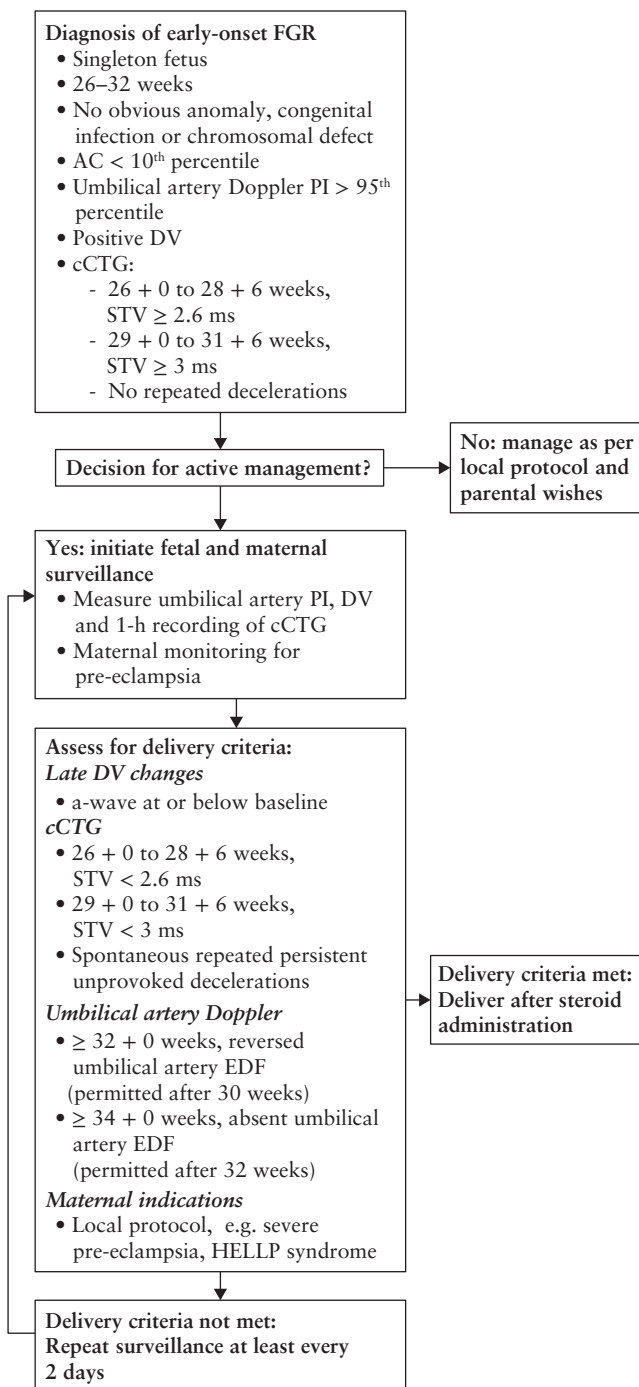 Diagnosis of early-onset FGR
• Singleton fetus
• 26–32 weeks
• No obvious anomaly, congenital
infection or chromosomal defect
• AC < 10th percentile
• Umbilical artery Doppler PI > 95th
percentile
• Positive DV
• cCTG:
- 26 + 0 to 28 + 6 weeks,
STV ≥ 2.6 ms
- 29 + 0 to 31 + 6 weeks,
STV ≥ 3 ms
- No repeated decelerations
Decision for active management?
No: manage as per
local protocol and
parental wishes
Yes: initiate fetal and maternal
surveillance
• Measure umbilical artery PI, DV
and 1-h recording of cCTG
• Maternal monitoring for
pre-eclampsia
Assess for delivery criteria:
Late DV changes
• a-wave at or below baseline
cCTG
• 26 + 0 to 28 + 6 weeks,
STV < 2.6 ms
• 29 + 0 to 31 + 6 weeks,
STV < 3 ms
• Spontaneous repeated persistent
unprovoked decelerations
Umbilical artery Doppler
• ≥ 32 + 0 weeks, reversed
umbilical artery EDF
(permitted after 30 weeks)
• ≥ 34 + 0 weeks, absent umbilical
artery EDF
(permitted after 32 weeks)
Maternal indications
• Local protocol, e.g. severe
pre-eclampsia, HELLP syndrome
Delivery criteria met:
Deliver after steroid
administration
Delivery criteria not met:
Repeat surveillance at least every
2 days